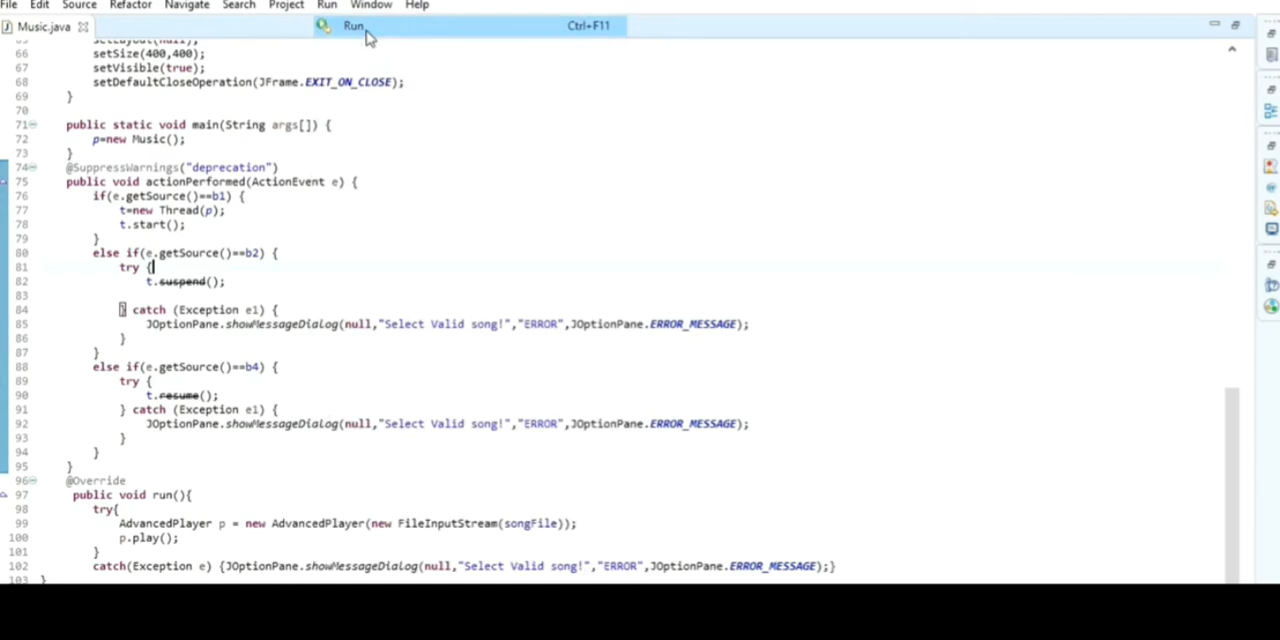 File Edit Source Refactor Navigate Search Project Run Window Help
Music.java
Run Ctrl+F11
65 setLayout(null);
66 setSize(400,400);
67 setVisible(true);
68 setDefaultCloseOperation(JFrame.EXIT_ON_CLOSE);
69 }
70
71 public static void main(String args[]) {
72 p=new Music();
73 }
74 @SuppressWarnings("deprecation")
75 public void actionPerformed(ActionEvent e) {
76 if(e.getSource()==b1) {
77 t=new Thread(p);
78 t.start();
79 }
80 else if(e.getSource()==b2) {
81 try {
82 t.suspend();
83
84 } catch (Exception e1) {
85 JOptionPane.showMessageDialog(null,"Select Valid song!","ERROR",JOptionPane.ERROR_MESSAGE);
86 }
87 }
88 else if(e.getSource()==b4) {
89 try {
90 t.resume();
91 } catch (Exception e1) {
92 JOptionPane.showMessageDialog(null,"Select Valid song!","ERROR",JOptionPane.ERROR_MESSAGE);
93 }
94 }
95 }
96 @Override
97 public void run(){
98 try{
99 AdvancedPlayer p = new AdvancedPlayer(new FileInputStream(songFile));
100 p.play();
101 }
102 catch(Exception e) {JOptionPane.showMessageDialog(null,"Select Valid song!","ERROR",JOptionPane.ERROR_MESSAGE);}
103 }